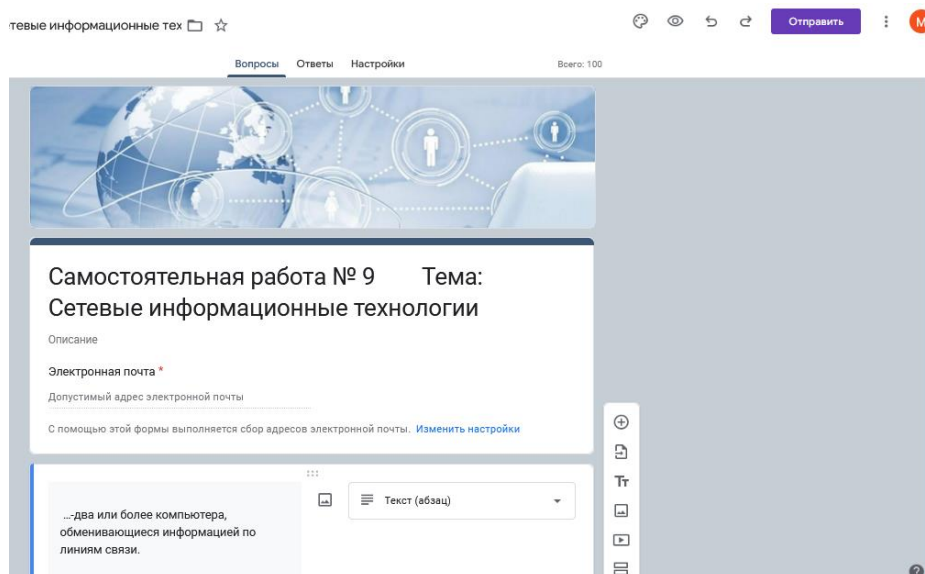 тевые информационные тех
Отправить
M
Вопросы Ответы Настройки
Всего: 100
Самостоятельная работа № 9 Тема:
Сетевые информационные технологии
Описание
Электронная почта *
Допустимый адрес электронной почты
С помощью этой формы выполняется сбор адресов электронной почты. Изменить настройки
Текст (абзац)
...-два или более компьютера,
обменивающиеся информацией по
линиям связи.